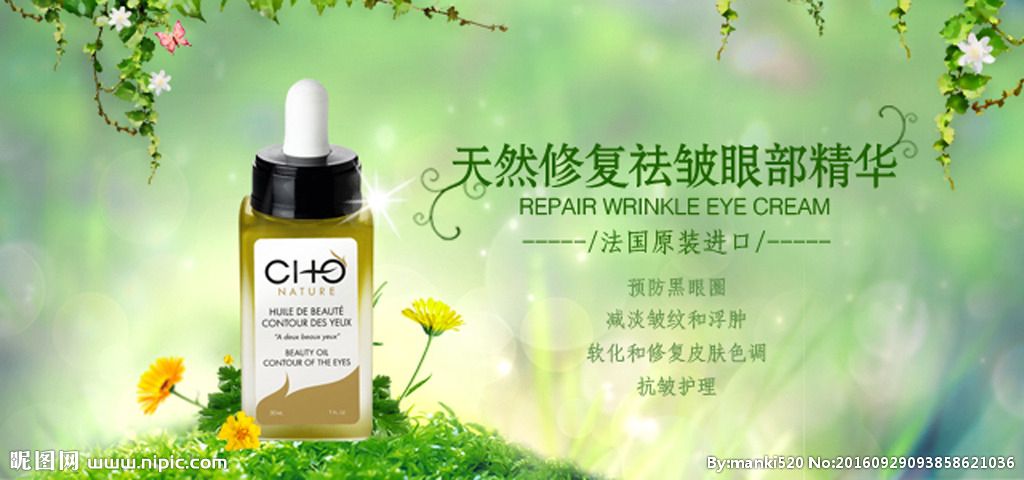 天然修复祛皱眼部精华
REPAIR WRINKLE EYE CREAM
-----/法国原装进口/-----
预防黑眼圈
减淡皱纹和浮肿
软化和修复皮肤色调
抗皱护理
CHO
NATURE
HUILE DE BEAUTÉ
CONTOUR DES YEUX
"A deux beaux yeux"
BEAUTY OIL
CONTOUR OF THE EYES
昵图网 www.nipic.com
By:manki520 No:20160929093858621036